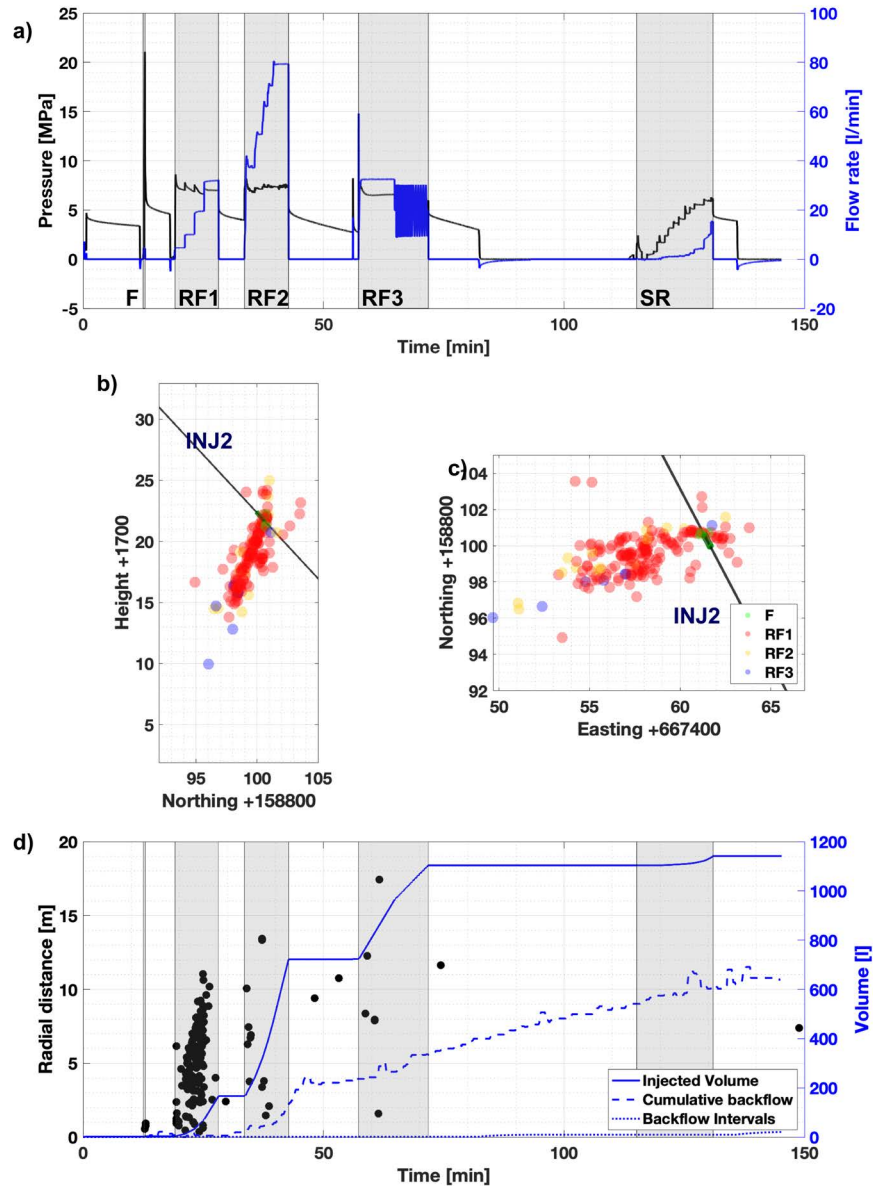 a)
25
20
15
10
5
0
-5
Pressure [MPa]
100
80
60
40
20
0
-20
Flow rate [l/min]
F
RF1
RF2
RF3
SR
0
50
100
150
Time [min]
b)
30
25
20
15
10
5
Height +1700
INJ2
95
100
105
Northing +158800
c)
104
102
100
98
96
94
92
Northing +158800
INJ2
F
RF1
RF2
RF3
50
55
60
65
Easting +667400
d)
20
15
10
5
0
Radial distance [m]
1200
1000
800
600
400
200
0
Volume [l]
Injected Volume
Cumulative backflow
Backflow Intervals
0
50
100
150
Time [min]